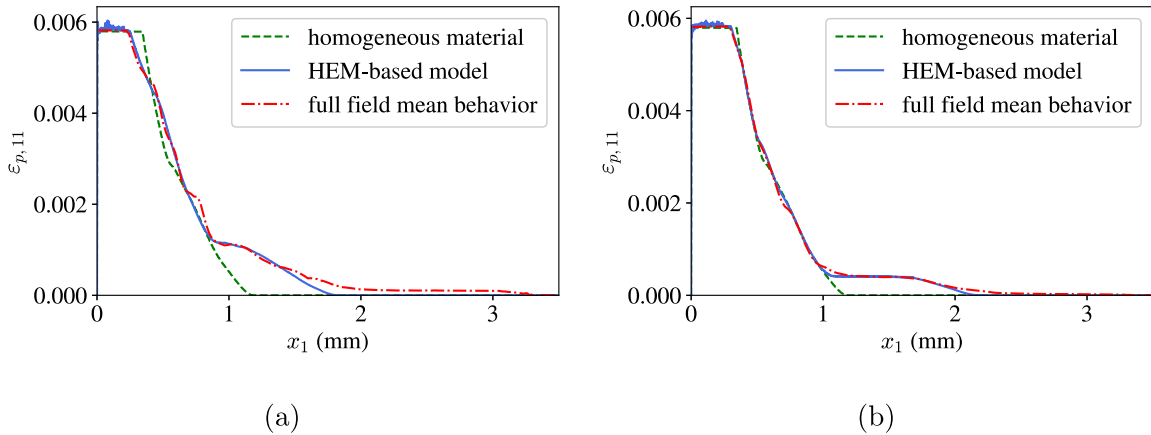 0.006
0.004
0.002
0.000
ε_{p,11}
homogeneous material
HEM-based model
full field mean behavior
0 1 2 3
x_1 (mm)
(a)
0.006
0.004
0.002
0.000
ε_{p,11}
homogeneous material
HEM-based model
full field mean behavior
0 1 2 3
x_1 (mm)
(b)